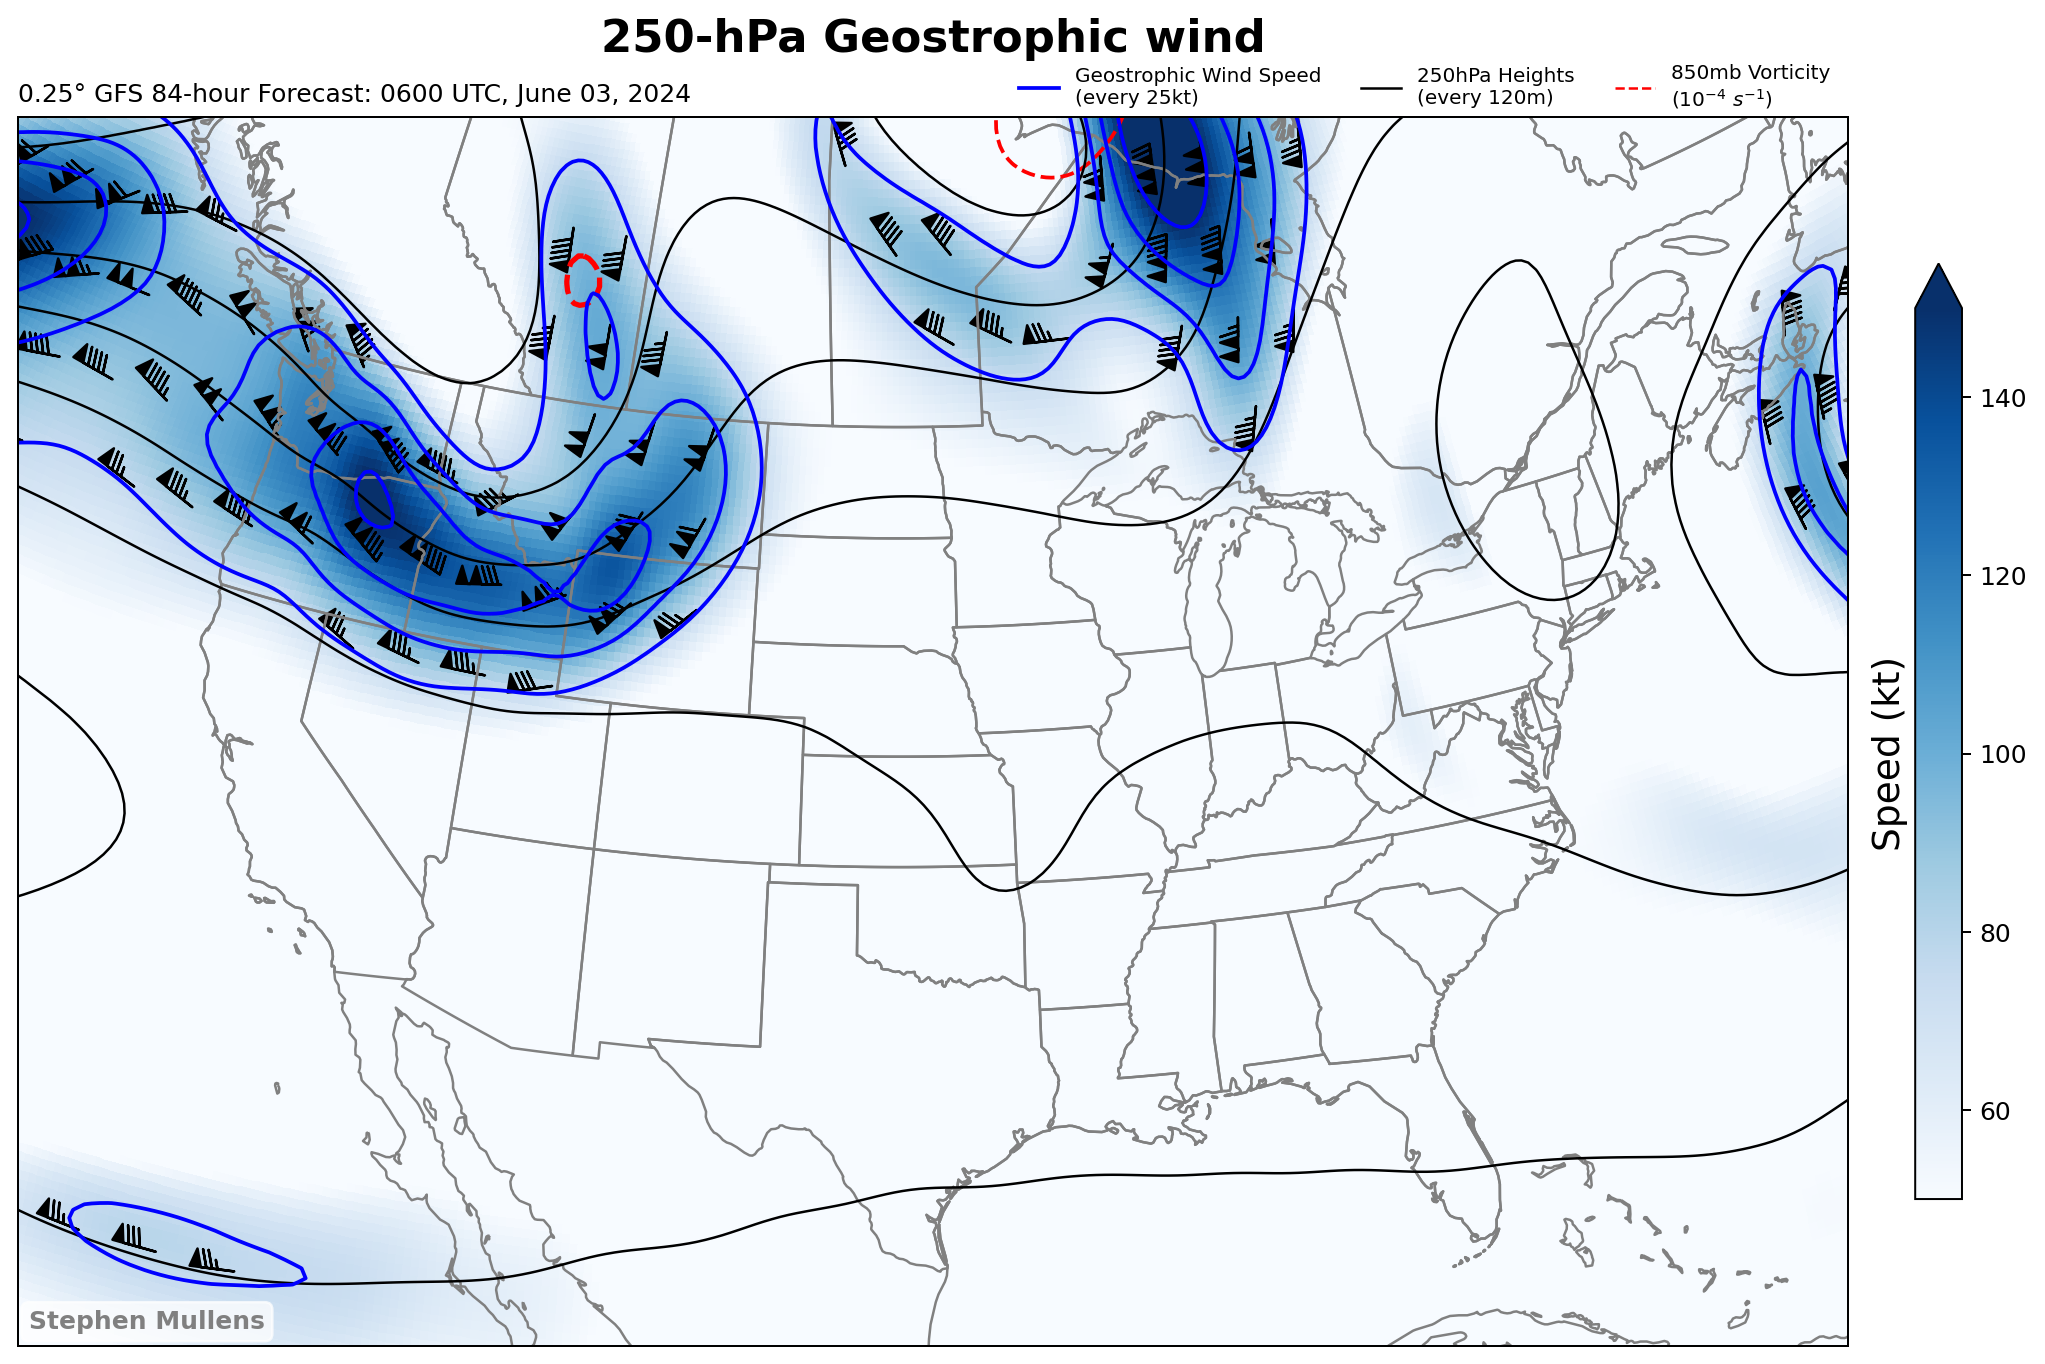 250-hPa Geostrophic wind
0.25° GFS 84-hour Forecast: 0600 UTC, June 03, 2024
Geostrophic Wind Speed
(every 25kt)
250hPa Heights
(every 120m)
850mb Vorticity
(10⁻⁴ s⁻¹)
140
120
100
80
60
Speed (kt)
Stephen Mullens